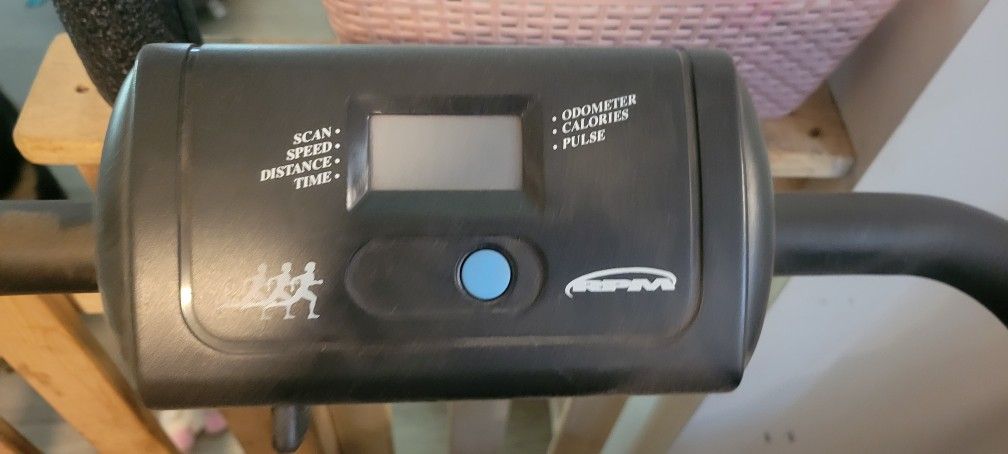 SCAN •
SPEED •
DISTANCE •
TIME •
• ODOMETER
• CALORIES
• PULSE
RPM